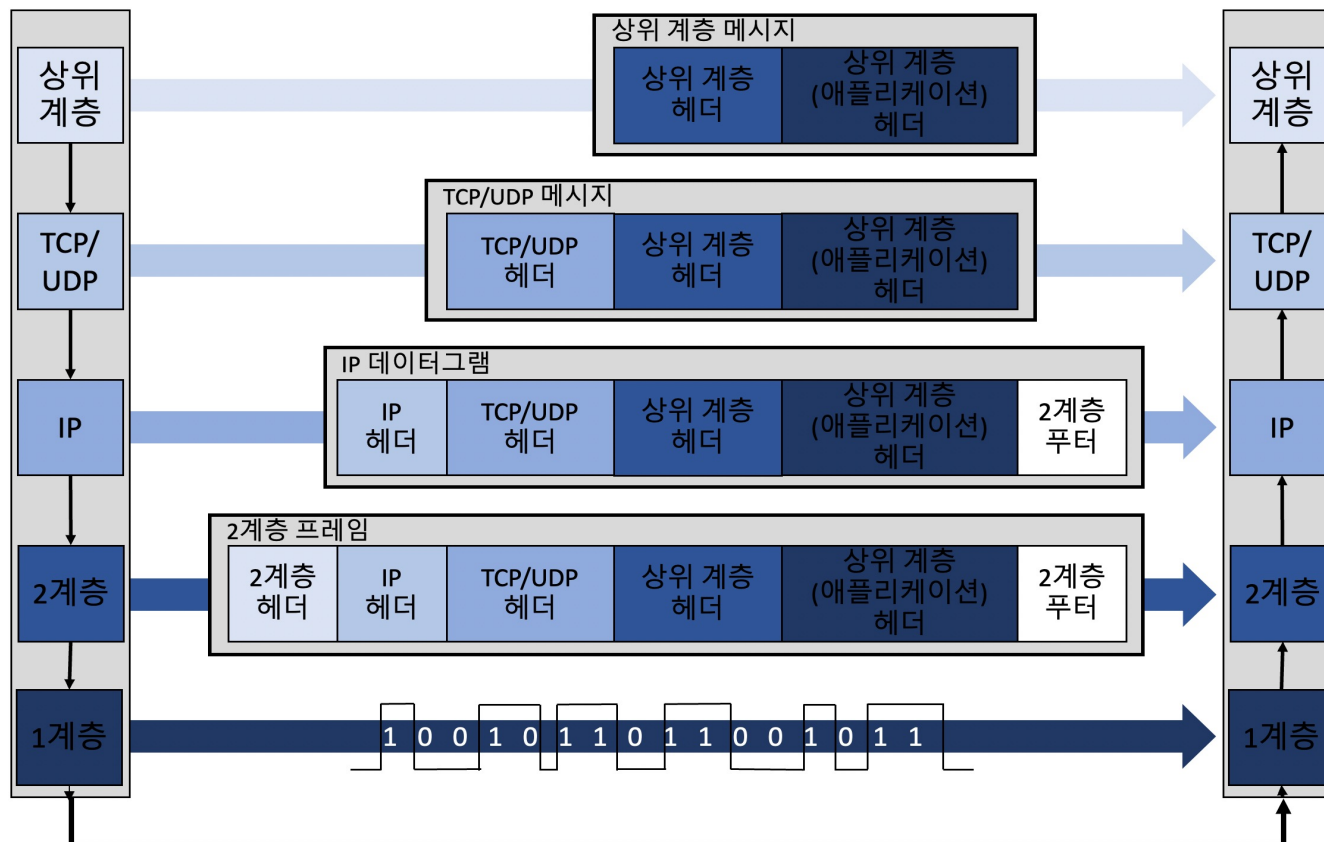 상위 계층 메시지
상위
계층
상위 계층
헤더
상위 계층
(애플리케이션)
헤더
상위
계층
TCP/UDP 메시지
TCP/
UDP
TCP/UDP
헤더
상위 계층
헤더
상위 계층
(애플리케이션)
헤더
TCP/
UDP
IP 데이터그램
IP
IP
헤더
TCP/UDP
헤더
상위 계층
헤더
상위 계층
(애플리케이션)
헤더
2계층
푸터
IP
2계층 프레임
2계층
2계층
헤더
IP
헤더
TCP/UDP
헤더
상위 계층
헤더
상위 계층
(애플리케이션)
헤더
2계층
푸터
2계층
1계층
1 0 0 1 0 1 1 0 1 1 0 0 1 0 1 1
1계층